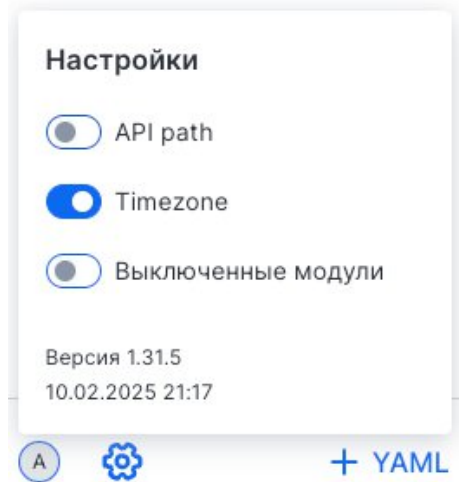 Настройки
API path
Timezone
Выключенные модули
Версия 1.31.5
10.02.2025 21:17
A
+ YAML